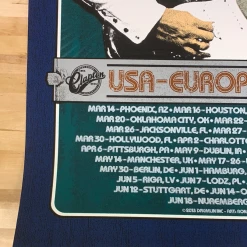 Clapton
USA-EUROP
MAR 14-PHOENIX, AZ • MAR 16-HOUSTON,
MAR 20-OKLAHOMA CITY, OK • MAR 22-
MAR 26- JACKSONVILLE, FL • MAR 27-
MAR 30-HOLLYWOOD, FL • APR 2-CHARLOTTE
APR 6-PITTSBURGH, PA • MAY 9-DUBLIN, IR
MAY 14-MANCHESTER, UK • MAY 17-26-
MAY 30-BERLIN, DE • JUN 1-HAMBURG,
JUN 5-RIGA, LV • JUN 7-LODZ, PL
JUN 12-STUTTGART, DE • JUN 14-
JUN 18-NUREMBERG